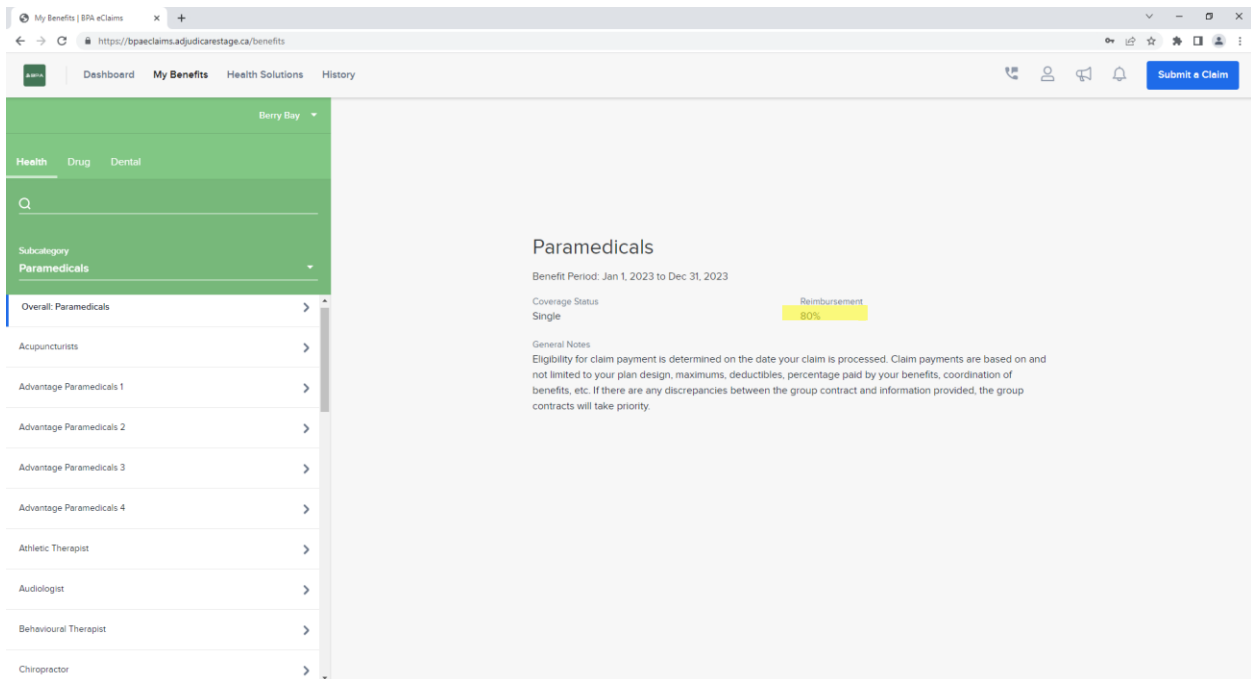 My Benefits | BPA eClaims
https://bpaeclaims.adjudicarestage.ca/benefits
Dashboard My Benefits Health Solutions History
Submit a Claim
Berry Bay
Health Drug Dental
Subcategory
Paramedicals
Overall: Paramedicals
Acupuncturists
Advantage Paramedicals 1
Advantage Paramedicals 2
Advantage Paramedicals 3
Advantage Paramedicals 4
Athletic Therapist
Audiologist
Behavioural Therapist
Chiropractor
Paramedicals
Benefit Period: Jan 1, 2023 to Dec 31, 2023
Coverage Status Reimbursement
Single 80%
General Notes
Eligibility for claim payment is determined on the date your claim is processed. Claim payments are based on and
not limited to your plan design, maximums, deductibles, percentage paid by your benefits, coordination of
benefits, etc. If there are any discrepancies between the group contract and information provided, the group
contracts will take priority.